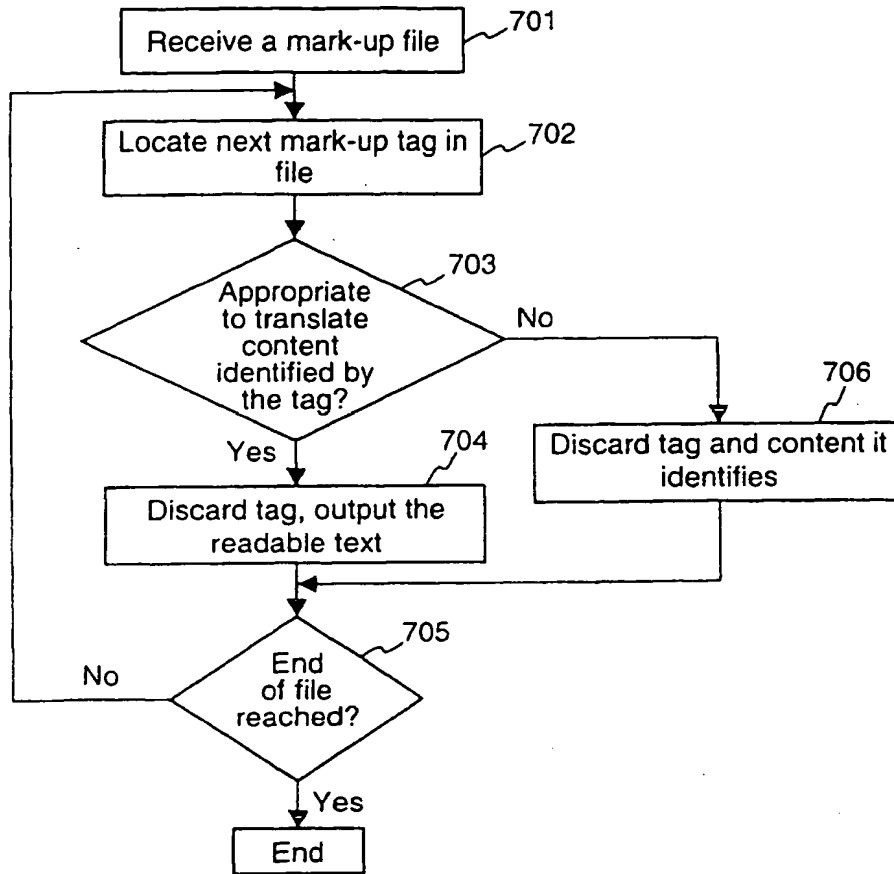 Receive a mark-up file
701
Locate next mark-up tag in
file
702
703
Appropriate
to translate
content
identified by
the tag?
No
Yes
704
706
Discard tag and content it
identifies
Discard tag, output the
readable text
705
End
of file
reached?
No
Yes
End